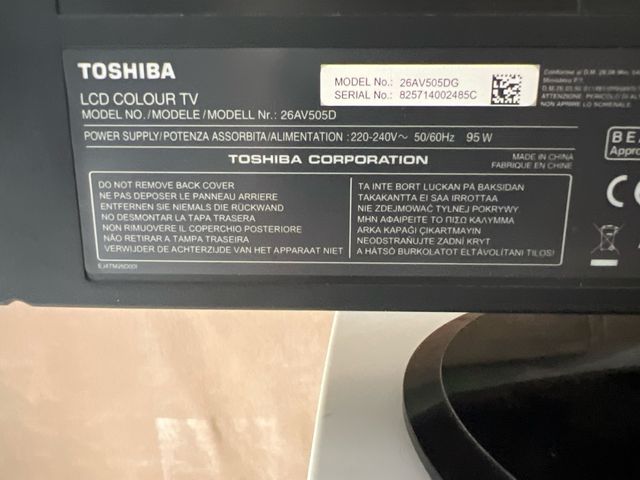 TOSHIBA
LCD COLOUR TV
MODEL NO./MODELE/MODELL Nr.: 26AV505D
MODEL No.: 26AV505DG
SERIAL No.: 825714002485C
POWER SUPPLY/POTENZA ASSORBITA/ALIMENTATION : 220-240V~ 50/60Hz 95 W
TOSHIBA CORPORATION
MADE IN CHINA
FABRIQUE EN CHINE
DO NOT REMOVE BACK COVER
NE PAS DEPOSER LE PANNEAU ARRIERE
ENTFERNEN SIE NIEMALS DIE RÜCKWAND
NO DESMONTAR LA TAPA TRASERA
NON RIMUOVERE IL COPERCHIO POSTERIORE
NÃO RETIRAR A TAMPA TRASEIRA
VERWIJDER DE ACHTERZIJDE VAN HET APPARAAT NIET
TA INTE BORT LUCKAN PÅ BAKSIDAN
TAKAKANTTA EI SAA IRROTTAA
NIE ZDEJMOWAĆ TYLNEJ POKRYWY
ΜΗΝ ΑΦΑΙΡΕΙΤΕ ΤΟ ΠΙΣΩ ΚΑΛΥΜΜΑ
ARKA KAPAĞI ÇIKARTMAYIN
NEODSTRAŇUJTE ZADNÍ KRYT
A HÁTSÓ BURKOLATOT ELTÁVOLÍTANI TILOS!
CE